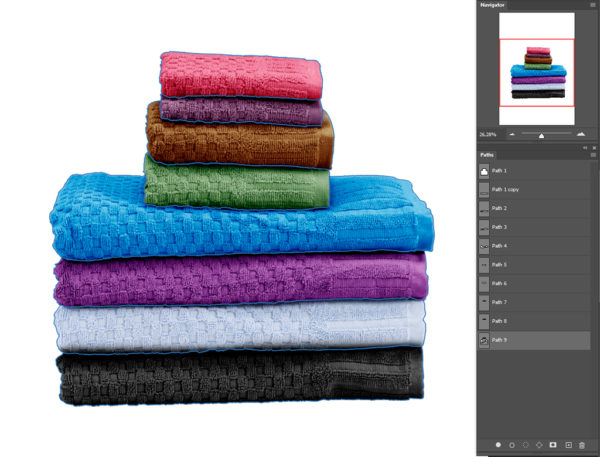 Navigator
26.28%
Paths
Path 1
Path 1 copy
Path 2
Path 3
Path 4
Path 5
Path 6
Path 7
Path 8
Path 9